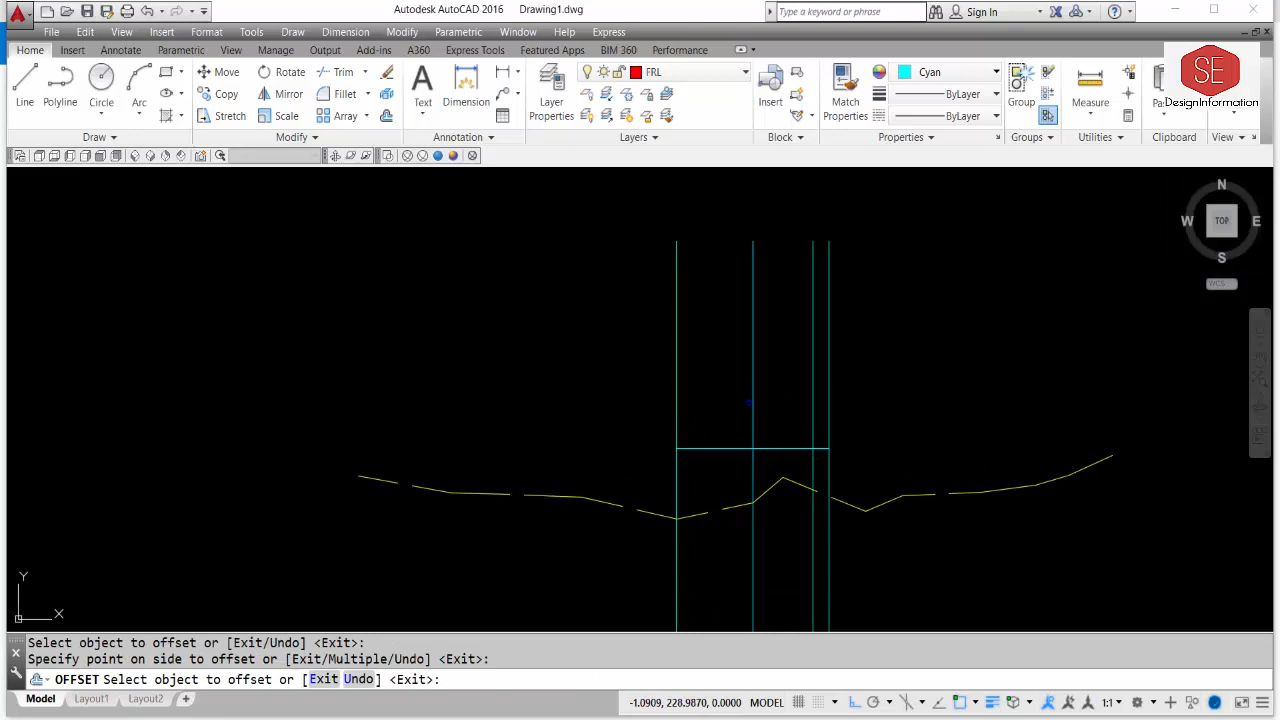 Autodesk AutoCAD 2016 Drawing1.dwg
Type a keyword or phrase
Sign In
File Edit View Insert Format Tools Draw Dimension Modify Parametric Window Help Express
Home Insert Annotate Parametric View Manage Output Add-ins A360 Express Tools Featured Apps BIM 360 Performance
SE
DesignInformation
Line Polyline Circle Arc
Move Rotate Trim
Copy Mirror Fillet
Stretch Scale Array
Text Dimension
Layer
Properties
FRL
Insert
Match
Properties
Cyan
ByLayer
ByLayer
Group
Measure
Draw Modify Annotation Layers Block Properties Groups Utilities Clipboard View
N
W TOP E
S
WCS
Y
X
Select object to offset or [Exit/Undo] <Exit>:
Specify point on side to offset or [Exit/Multiple/Undo] <Exit>:
OFFSET Select object to offset or [Exit Undo] <Exit>:
Model Layout1 Layout2 +
-1.0909, 228.9870, 0.0000 MODEL
1:1